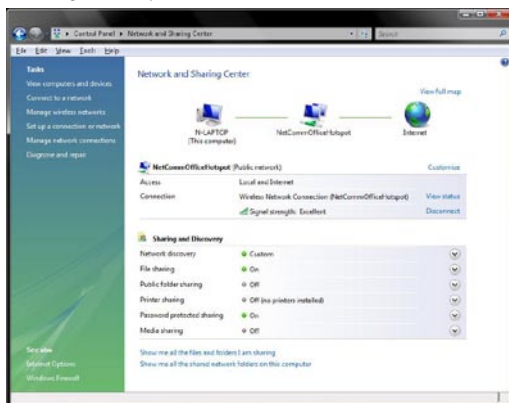 Control Panel ▸ Network and Sharing Center
Search
File Edit View Tools Help
Tasks
View computers and devices
Connect to a network
Manage wireless networks
Set up a connection or network
Manage network connections
Diagnose and repair
See also
Internet Options
Windows Firewall
Network and Sharing Center
View full map
N-LAPTOP
(This computer)
NetCommOfficeHotspot
Internet
NetCommOfficeHotspot (Public network)
Customize
Access
Local and Internet
Connection
Wireless Network Connection (NetCommOfficeHotspot)
View status
Signal strength: Excellent
Disconnect
Sharing and Discovery
Network discovery
Custom
File sharing
On
Public folder sharing
Off
Printer sharing
Off (no printers installed)
Password protected sharing
On
Media sharing
Off
Show me all the files and folders I am sharing
Show me all the shared network folders on this computer